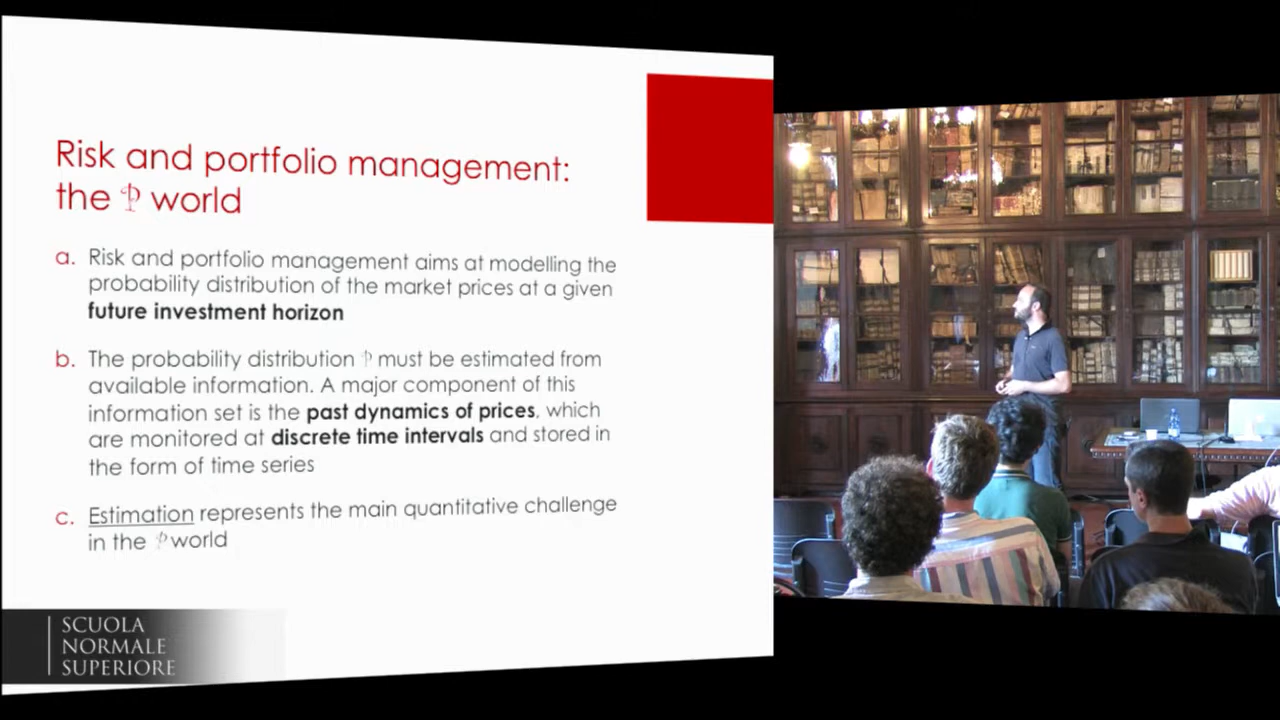 Risk and portfolio management:
the ℙ world
a. Risk and portfolio management aims at modelling the
probability distribution of the market prices at a given
future investment horizon
b. The probability distribution ℙ must be estimated from
available information. A major component of this
information set is the past dynamics of prices, which
are monitored at discrete time intervals and stored in
the form of time series
c. Estimation represents the main quantitative challenge
in the ℙ world
SCUOLA
NORMALE
SUPERIORE